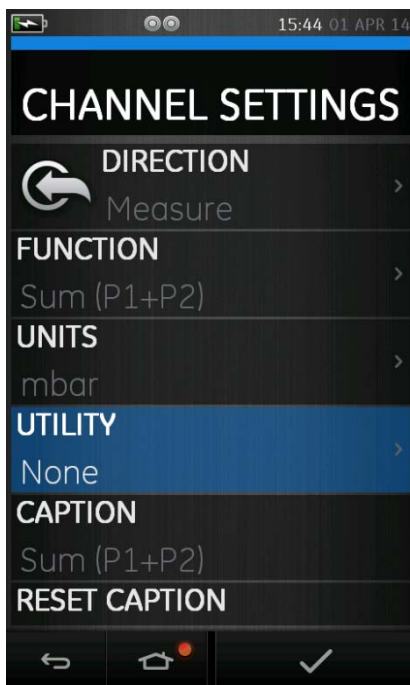 15:44 01 APR 14
CHANNEL SETTINGS
DIRECTION
Measure
FUNCTION
Sum (P1+P2)
UNITS
mbar
UTILITY
None
CAPTION
Sum (P1+P2)
RESET CAPTION